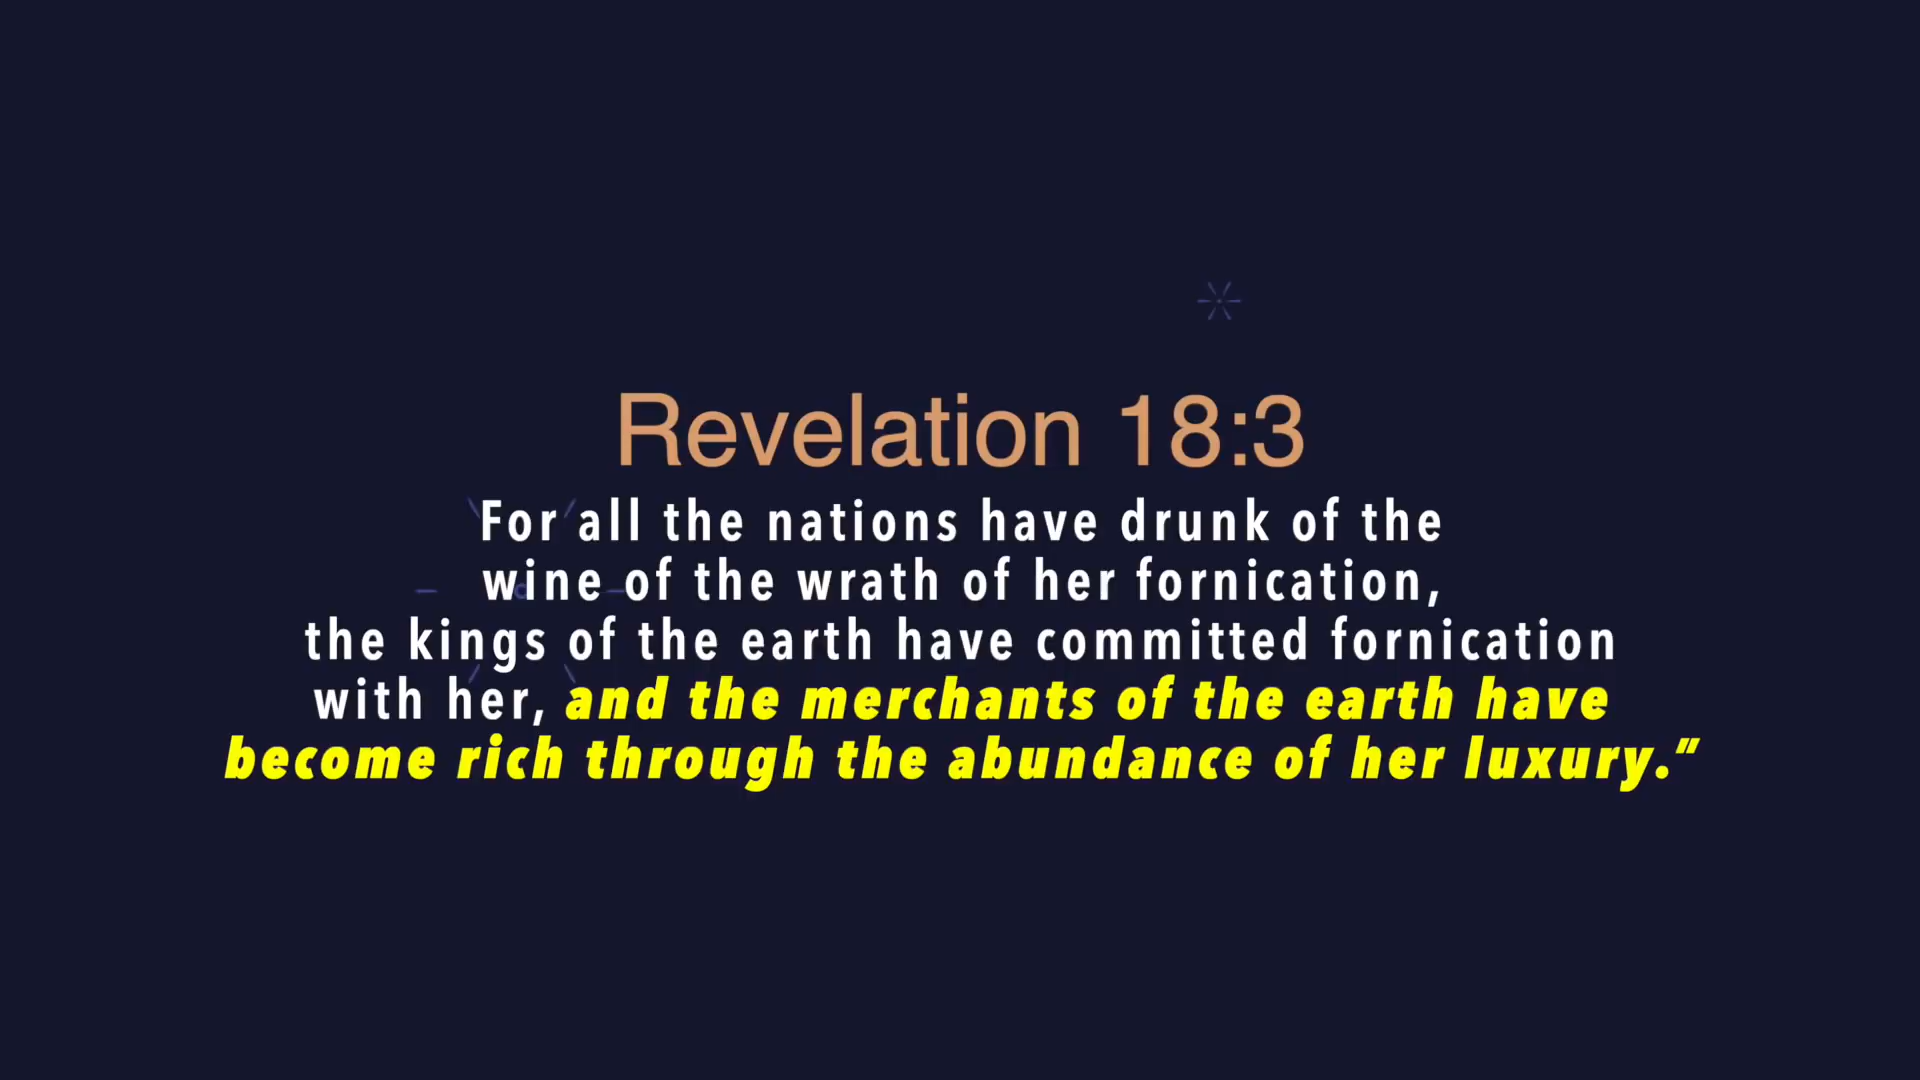 Revelation 18:3
For all the nations have drunk of the
wine of the wrath of her fornication,
the kings of the earth have committed fornication
with her, and the merchants of the earth have
become rich through the abundance of her luxury.”